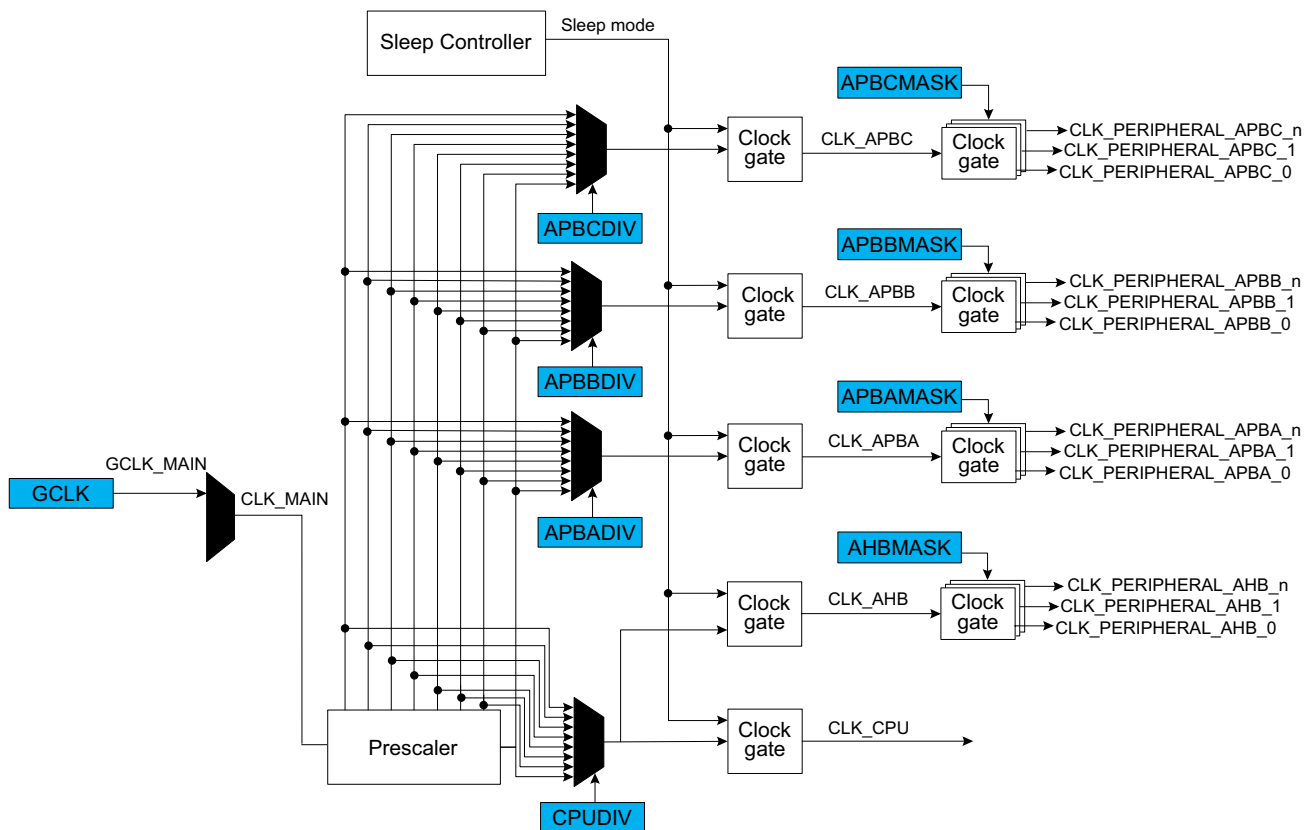 Sleep mode
Sleep Controller
APBCMASK
Clock
gate
CLK_APBC
Clock
gate
CLK_PERIPHERAL_APBC_n
CLK_PERIPHERAL_APBC_1
CLK_PERIPHERAL_APBC_0
APBCDIV
APBBMASK
Clock
gate
CLK_APBB
Clock
gate
CLK_PERIPHERAL_APBB_n
CLK_PERIPHERAL_APBB_1
CLK_PERIPHERAL_APBB_0
APBBDIV
APBAMASK
Clock
gate
CLK_APBA
Clock
gate
CLK_PERIPHERAL_APBA_n
CLK_PERIPHERAL_APBA_1
CLK_PERIPHERAL_APBA_0
GCLK_MAIN
GCLK
CLK_MAIN
APBADIV
AHBMASK
Clock
gate
CLK_AHB
Clock
gate
CLK_PERIPHERAL_AHB_n
CLK_PERIPHERAL_AHB_1
CLK_PERIPHERAL_AHB_0
Prescaler
Clock
gate
CLK_CPU
CPUDIV